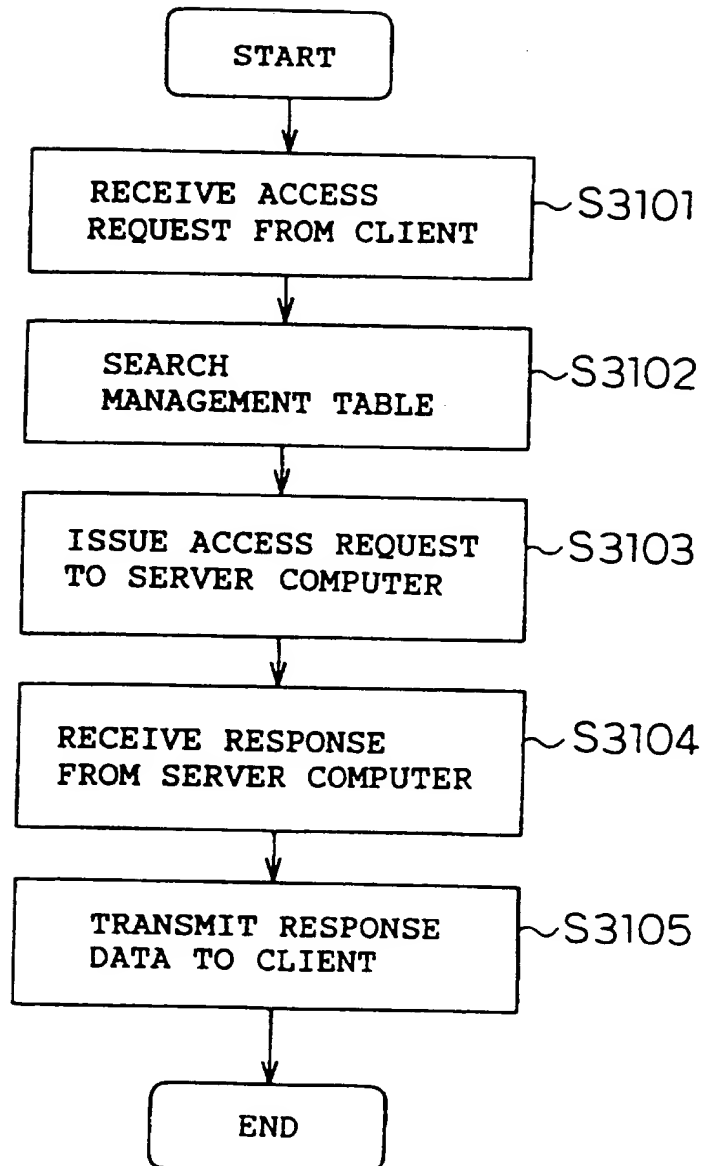 START
RECEIVE ACCESS
REQUEST FROM CLIENT
S3101
SEARCH
MANAGEMENT TABLE
S3102
ISSUE ACCESS REQUEST
TO SERVER COMPUTER
S3103
RECEIVE RESPONSE
FROM SERVER COMPUTER
S3104
TRANSMIT RESPONSE
DATA TO CLIENT
S3105
END